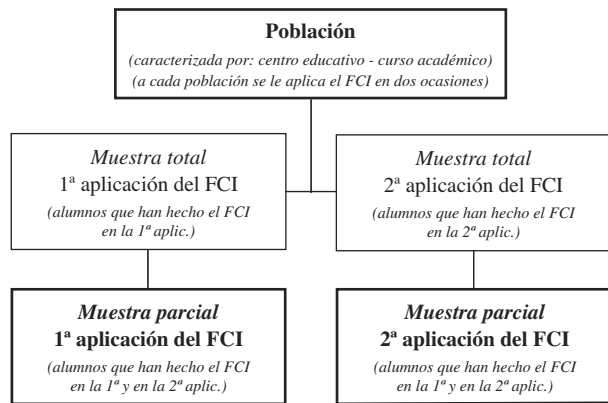 Población
(caracterizada por: centro educativo - curso académico)
(a cada población se le aplica el FCI en dos ocasiones)
Muestra total
1ª aplicación del FCI
(alumnos que han hecho el FCI
en la 1ª aplic.)
Muestra total
2ª aplicación del FCI
(alumnos que han hecho el FCI
en la 2ª aplic.)
Muestra parcial
1ª aplicación del FCI
(alumnos que han hecho el FCI
en la 1ª y en la 2ª aplic.)
Muestra parcial
2ª aplicación del FCI
(alumnos que han hecho el FCI
en la 1ª y en la 2ª aplic.)